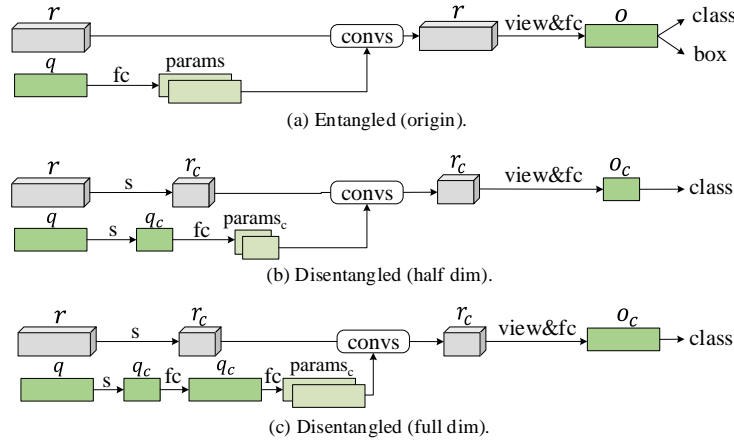 r r view&fc o class
convs
q params box
fc
(a) Entangled (origin).
r r_c r_c o_c
s convs view&fc class
q q_c params_c
s fc
(b) Disentangled (half dim).
r r_c r_c o_c
s convs view&fc class
q q_c fc q_c fc params_c
s
(c) Disentangled (full dim).